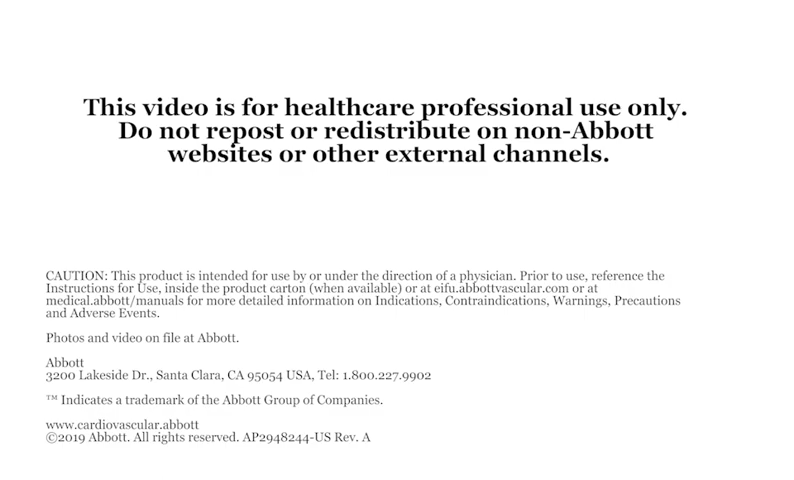 This video is for healthcare professional use only.
Do not repost or redistribute on non-Abbott
websites or other external channels.
CAUTION: This product is intended for use by or under the direction of a physician. Prior to use, reference the
Instructions for Use, inside the product carton (when available) or at eifu.abbottvascular.com or at
medical.abbott/manuals for more detailed information on Indications, Contraindications, Warnings, Precautions
and Adverse Events.
Photos and video on file at Abbott.
Abbott
3200 Lakeside Dr., Santa Clara, CA 95054 USA, Tel: 1.800.227.9902
™ Indicates a trademark of the Abbott Group of Companies.
www.cardiovascular.abbott
©2019 Abbott. All rights reserved. AP2948244-US Rev. A